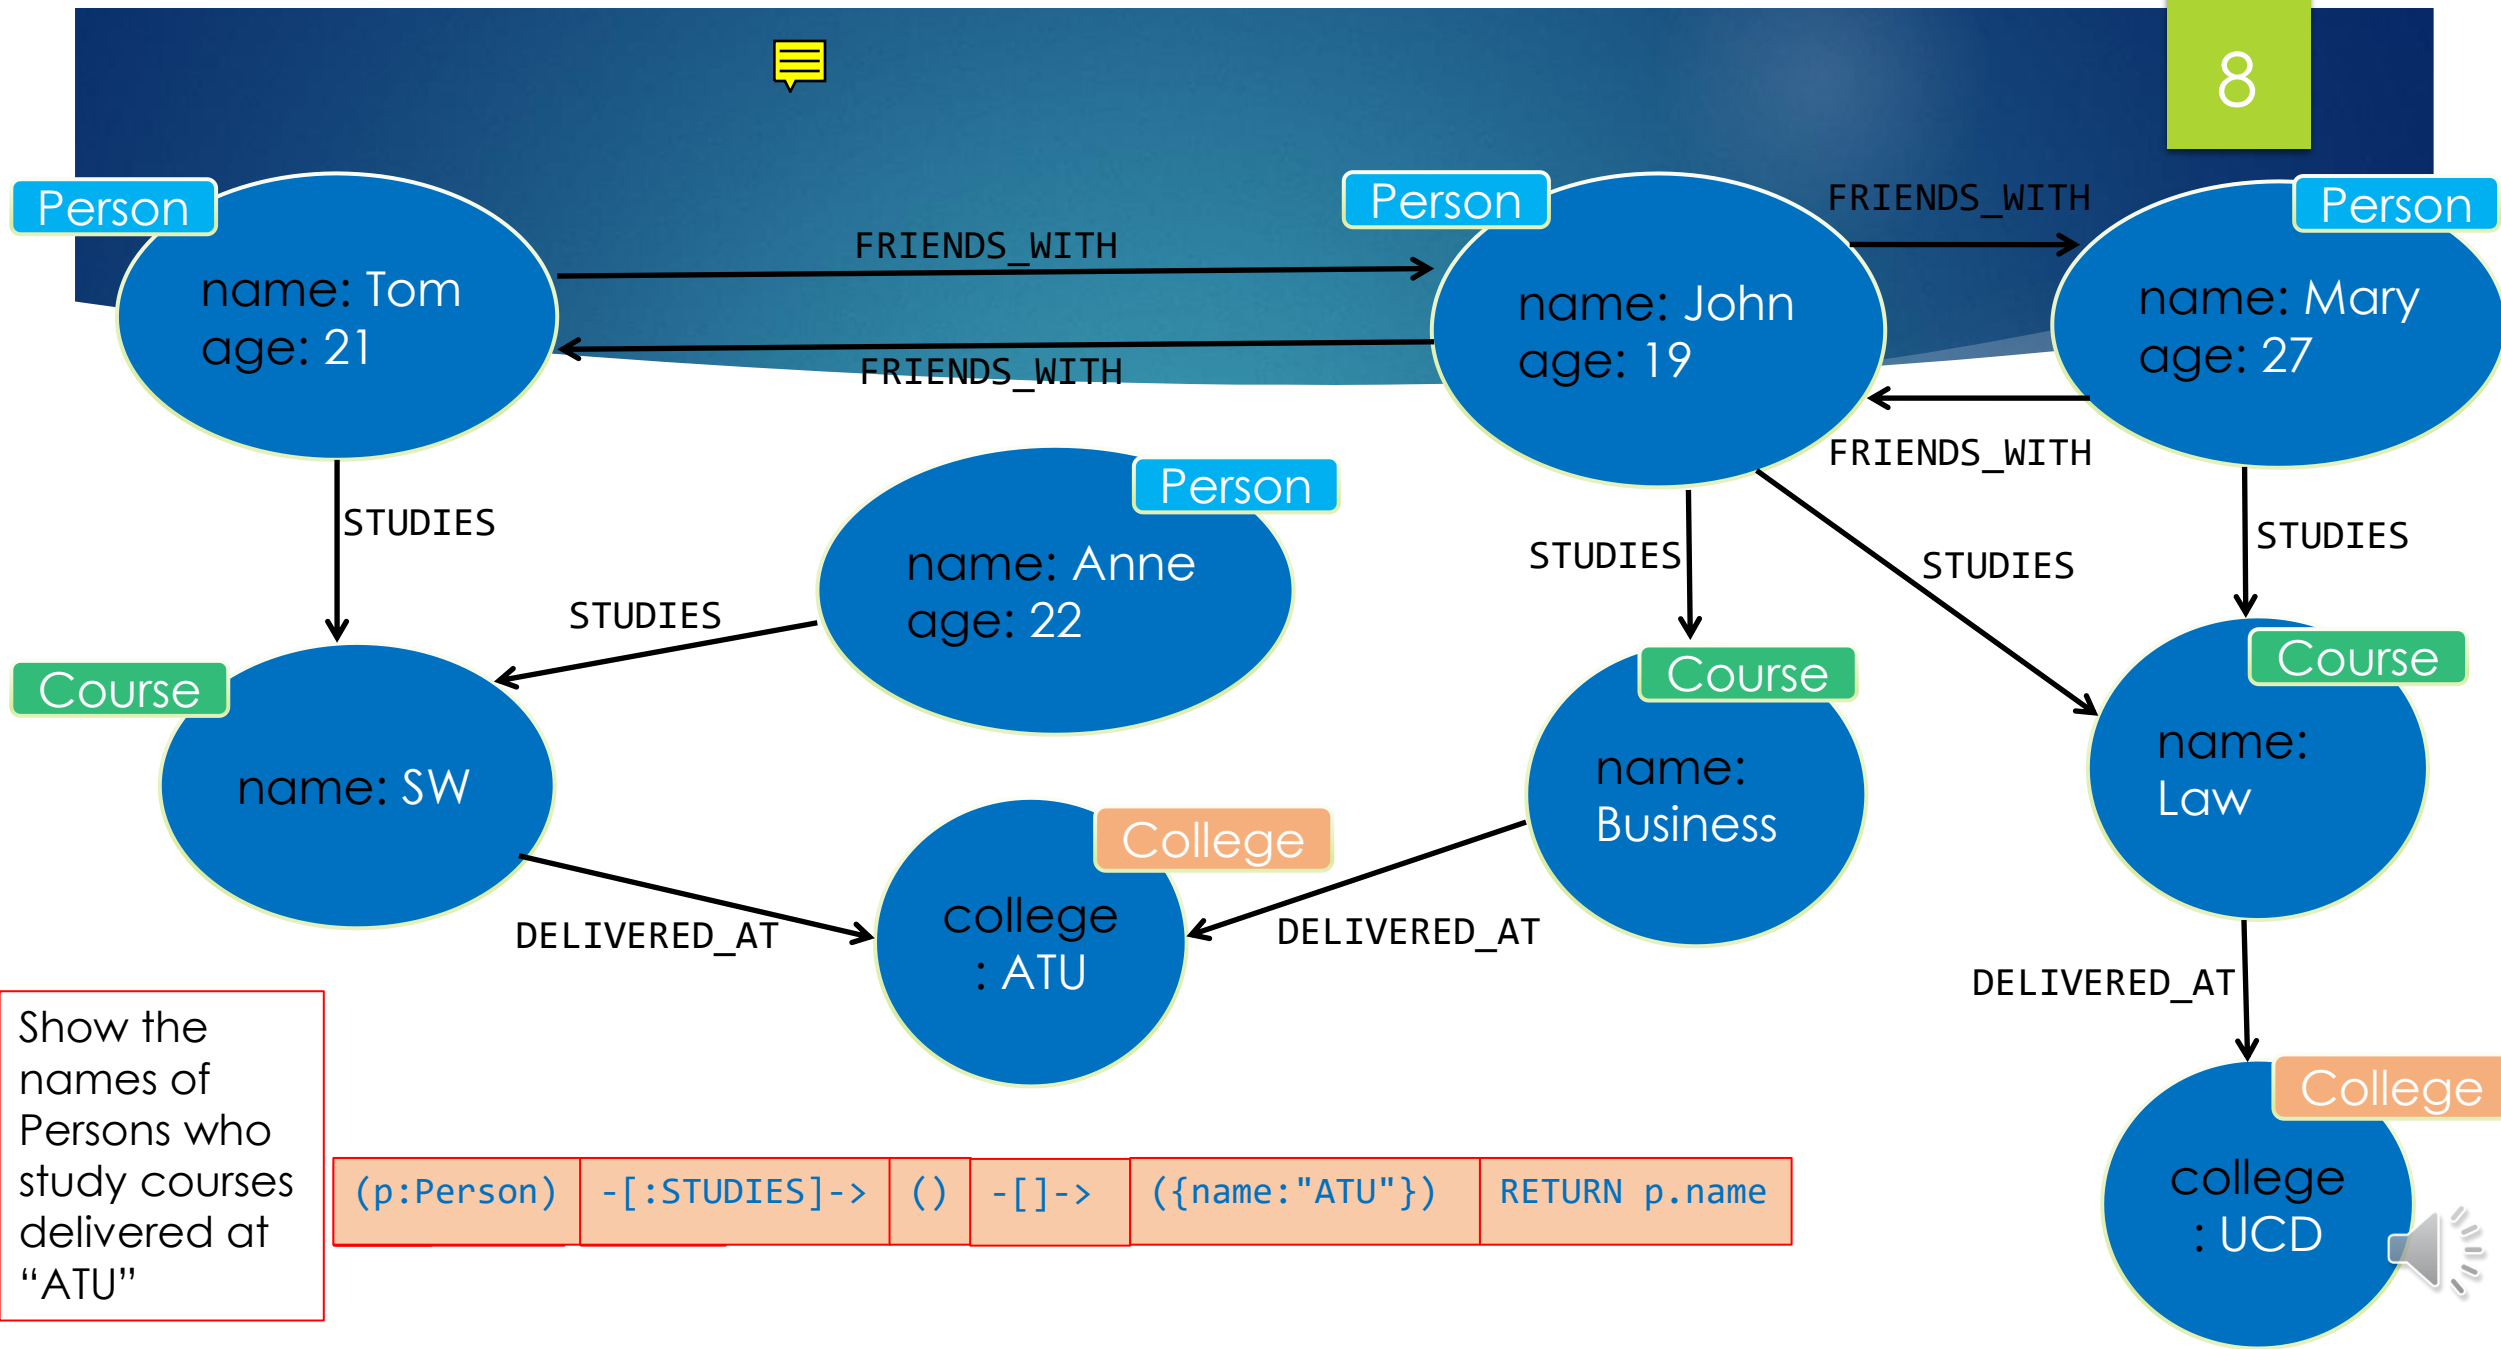 8
Person
Person
Person
FRIENDS_WITH
FRIENDS_WITH
name: Tom
age: 21
name: John
age: 19
name: Mary
age: 27
FRIENDS_WITH
FRIENDS_WITH
Person
STUDIES
name: Anne
age: 22
STUDIES
STUDIES
STUDIES
STUDIES
Course
Course
Course
name: SW
name:
Business
name:
Law
College
college
: ATU
DELIVERED_AT
DELIVERED_AT
DELIVERED_AT
College
college
: UCD
Show the
names of
Persons who
study courses
delivered at
“ATU”
(p:Person) -[:STUDIES]-> () -[]-> ({name:"ATU"}) RETURN p.name